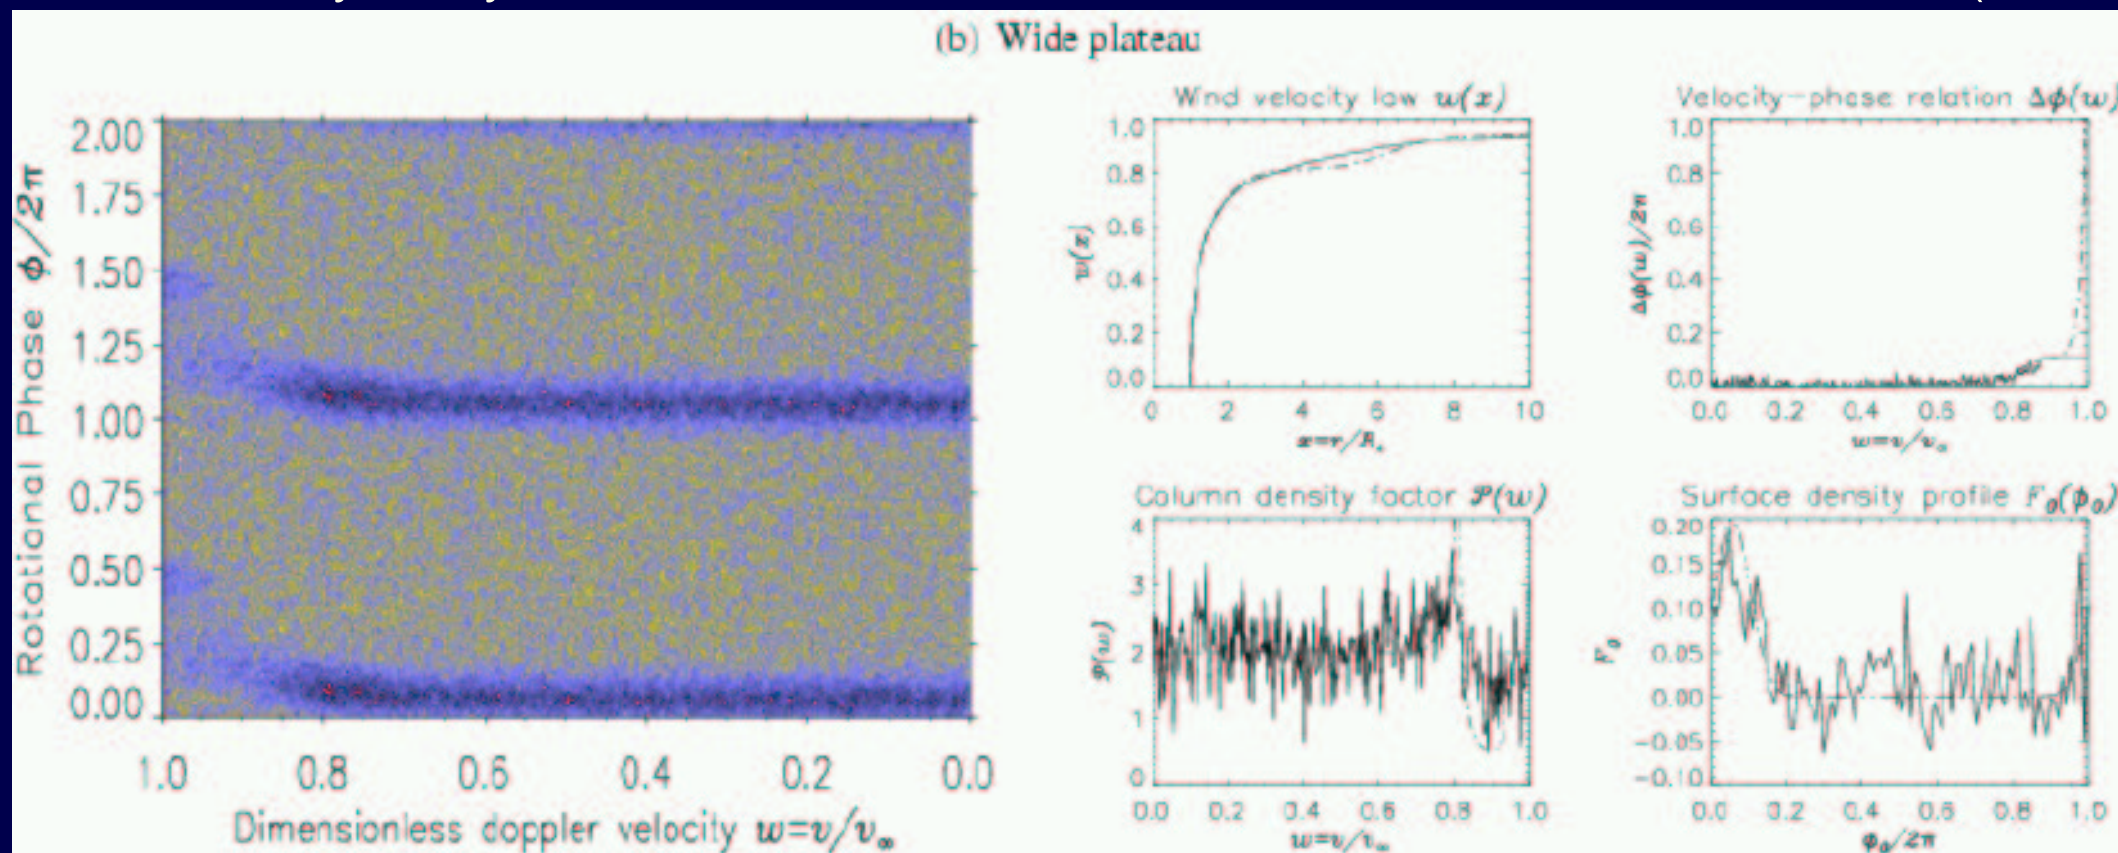 (b) Wide plateau
Rotational Phase ϕ/2π
2.00
1.75
1.50
1.25
1.00
0.75
0.50
0.25
0.00
1.0 0.8 0.6 0.4 0.2 0.0
Dimensionless doppler velocity w=v/v∞
Wind velocity law w(x)
w(x)
1.0
0.8
0.6
0.4
0.2
0.0
0 2 4 6 8 10
x=r/R*
Velocity-phase relation Δϕ(w)
Δϕ(w)/2π
1.0
0.8
0.6
0.4
0.2
0.0
0.0 0.2 0.4 0.6 0.8 1.0
w=v/v∞
Column density factor 𝒫(w)
𝒫(w)
4
3
2
1
0
0.0 0.2 0.4 0.6 0.8 1.0
w=v/v∞
Surface density profile F₀(ϕ₀)
F₀
0.20
0.15
0.10
0.05
0.00
-0.05
-0.10
0.0 0.2 0.4 0.6 0.8 1.0
ϕ₀/2π